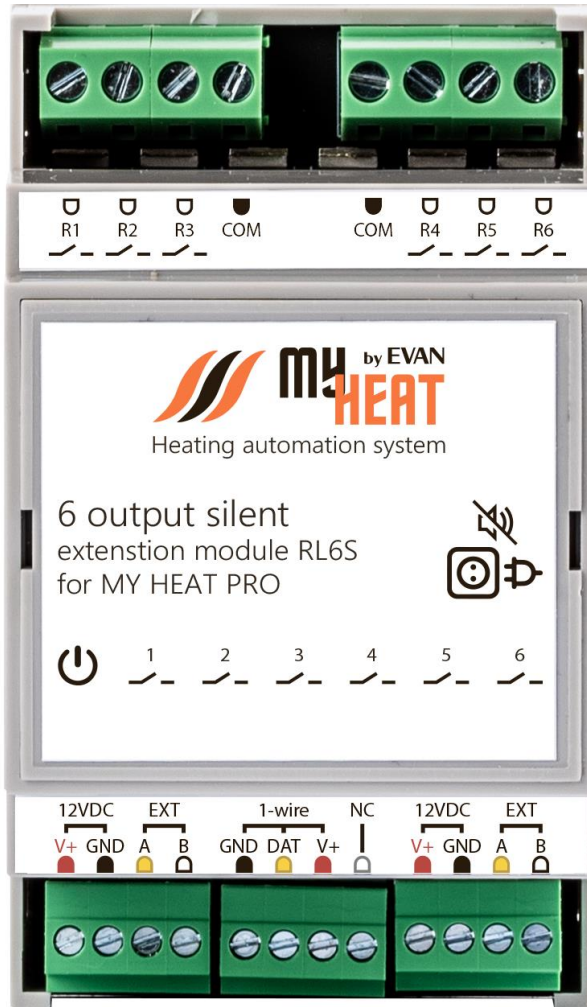 R1 R2 R3 COM COM R4 R5 R6
MY by EVAN
HEAT
Heating automation system
6 output silent
extenstion module RL6S
for MY HEAT PRO
1 2 3 4 5 6
12VDC EXT 1-wire NC 12VDC EXT
V+ GND A B GND DAT V+ V+ GND A B